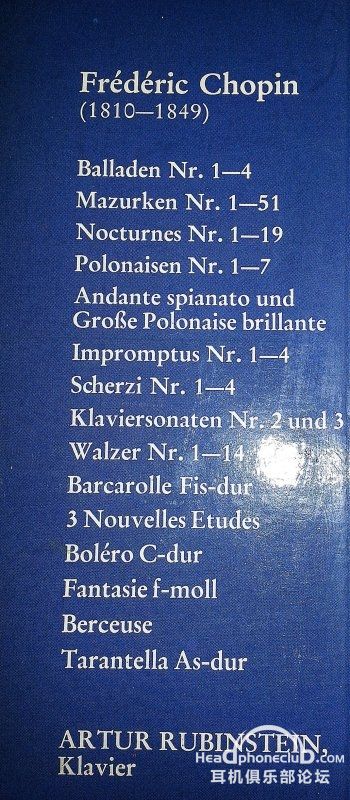 Frédéric Chopin
(1810—1849)
Balladen Nr. 1—4
Mazurken Nr. 1—51
Nocturnes Nr. 1—19
Polonaisen Nr. 1—7
Andante spianato und
Große Polonaise brillante
Impromptus Nr. 1—4
Scherzi Nr. 1—4
Klaviersonaten Nr. 2 und 3
Walzer Nr. 1—14
Barcarolle Fis-dur
3 Nouvelles Etudes
Boléro C-dur
Fantasie f-moll
Berceuse
Tarantella As-dur
ARTUR RUBINSTEIN,
Klavier
Headphoneclub.com
耳机俱乐部论坛